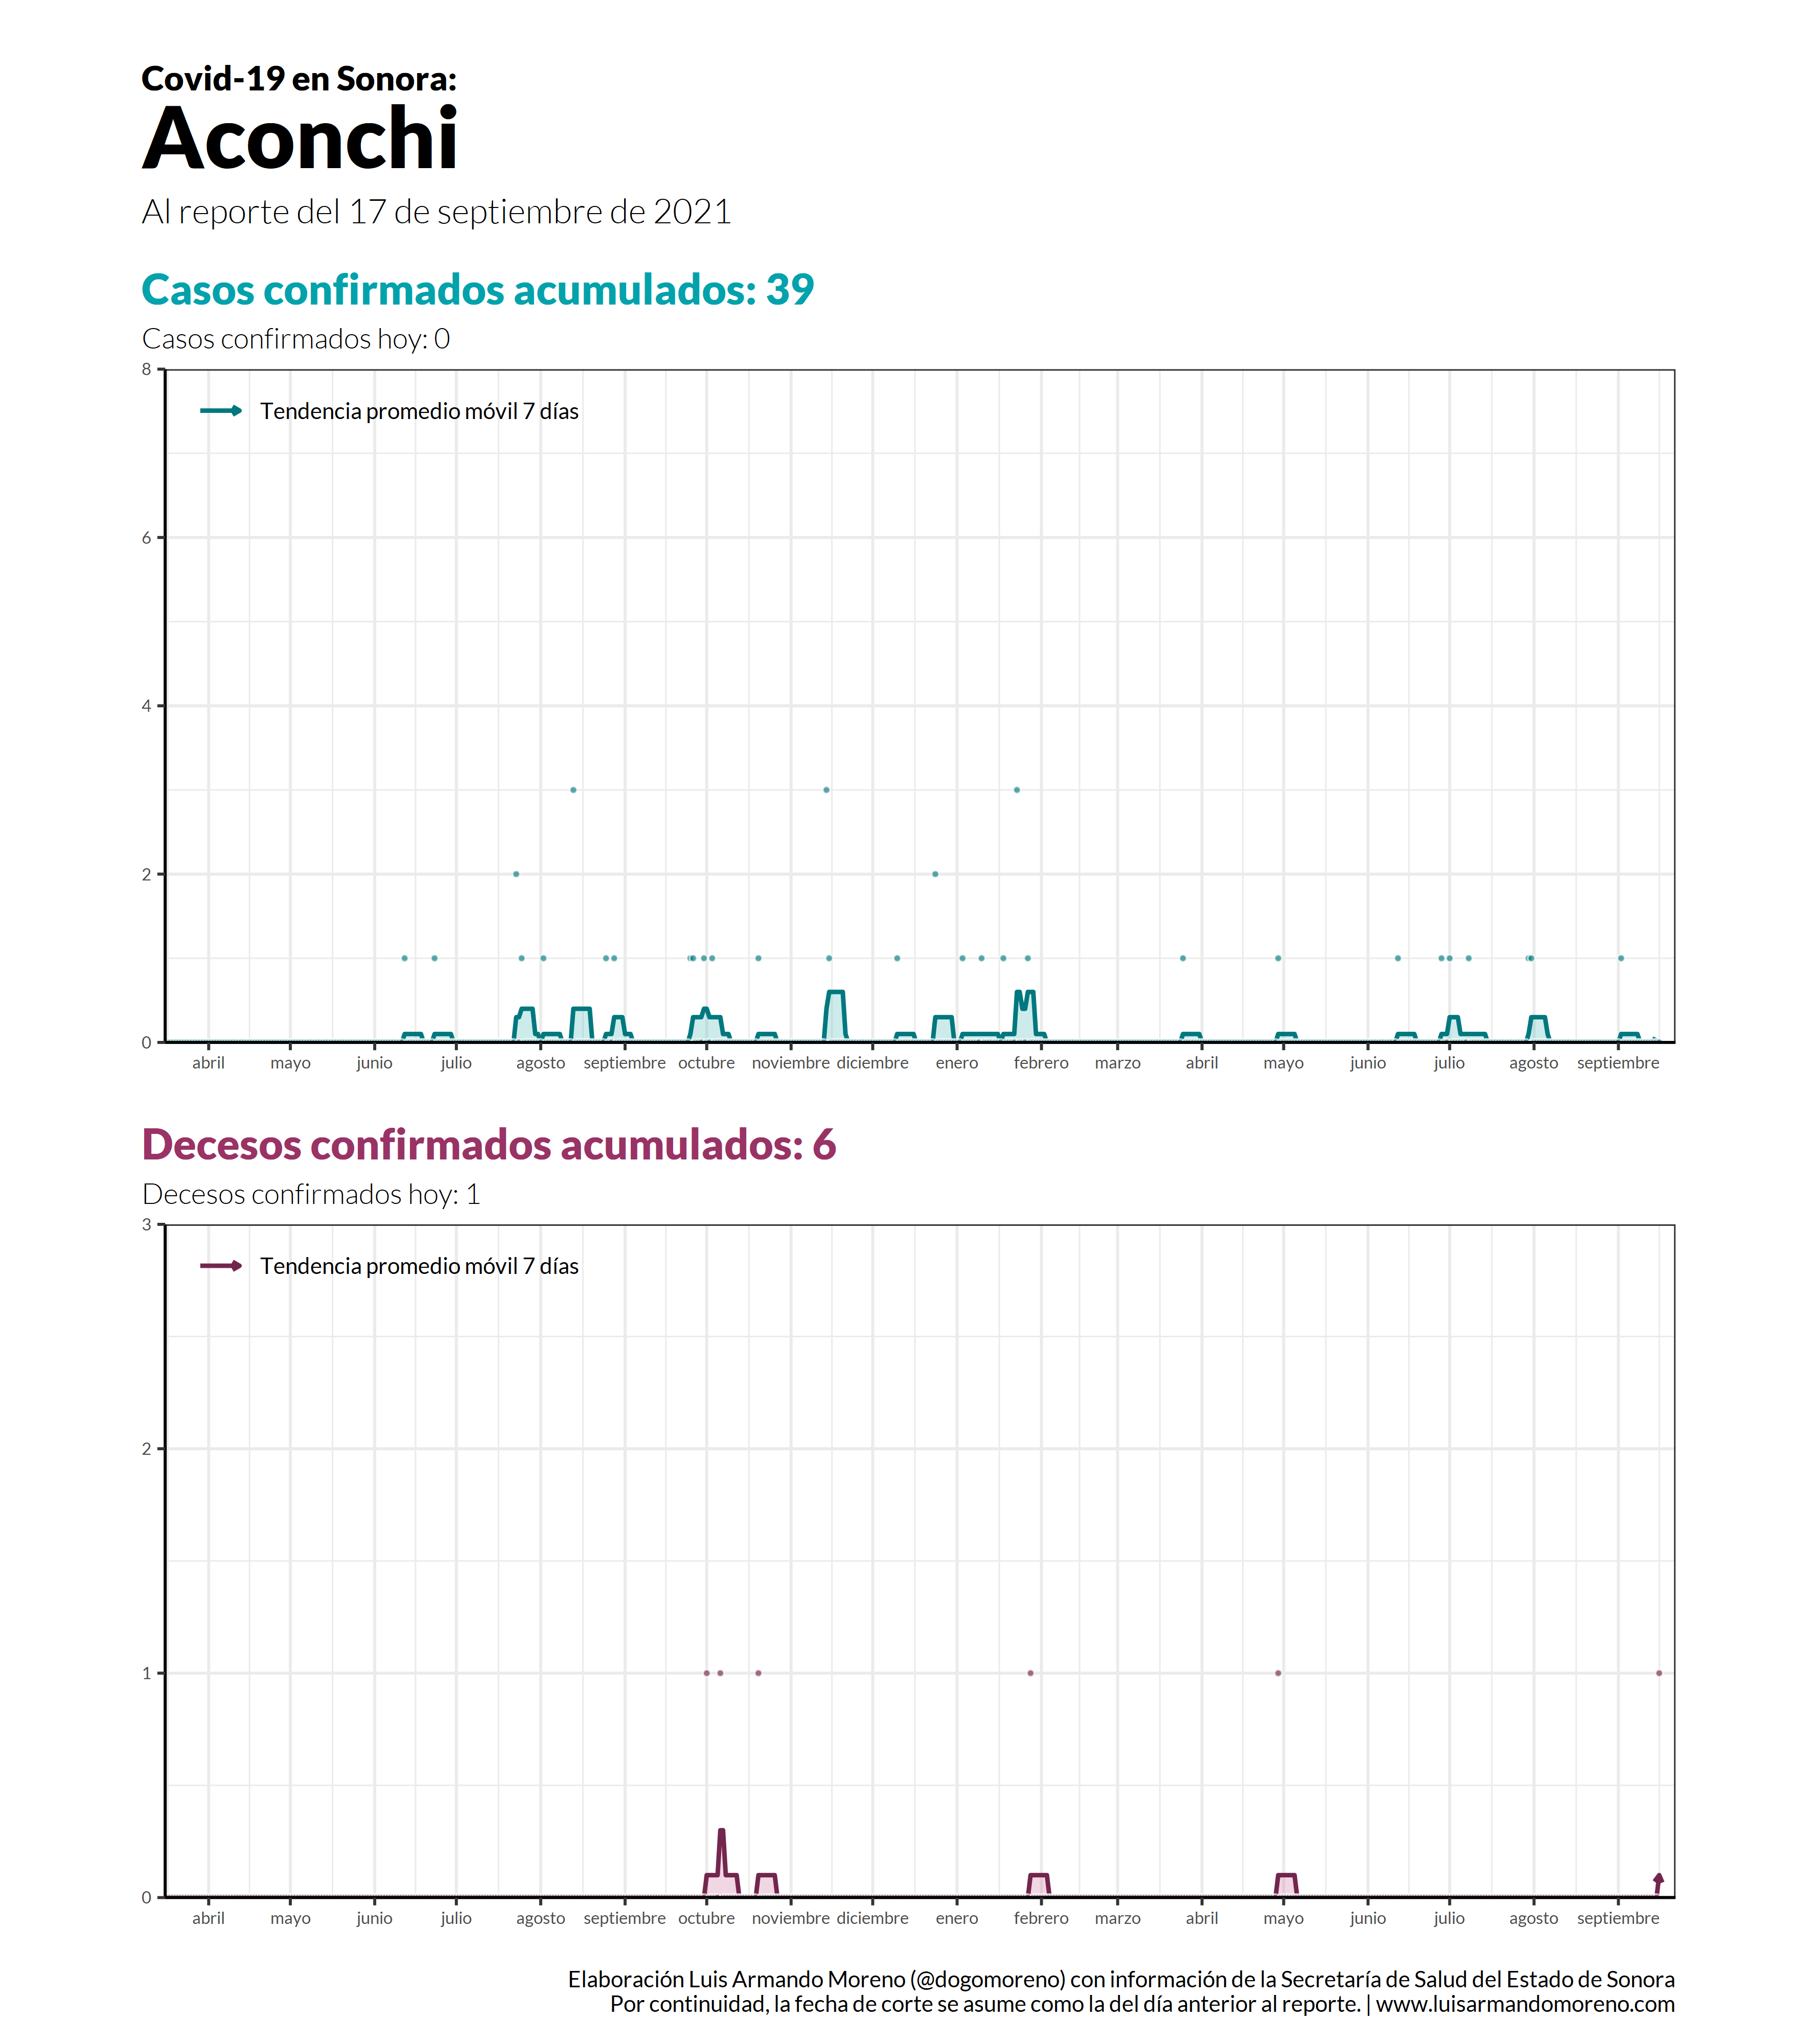 Covid-19 en Sonora:
Aconchi
Al reporte del 17 de septiembre de 2021
Casos confirmados acumulados: 39
Casos confirmados hoy: 0
8
Tendencia promedio móvil 7 días
6
4
2
0
abril mayo junio julio agosto septiembre octubre noviembre diciembre enero febrero marzo abril mayo junio julio agosto septiembre
Decesos confirmados acumulados: 6
Decesos confirmados hoy: 1
3
Tendencia promedio móvil 7 días
2
1
0
abril mayo junio julio agosto septiembre octubre noviembre diciembre enero febrero marzo abril mayo junio julio agosto septiembre
Elaboración Luis Armando Moreno (@dogomoreno) con información de la Secretaría de Salud del Estado de Sonora
Por continuidad, la fecha de corte se asume como la del día anterior al reporte. | www.luisarmandomoreno.com